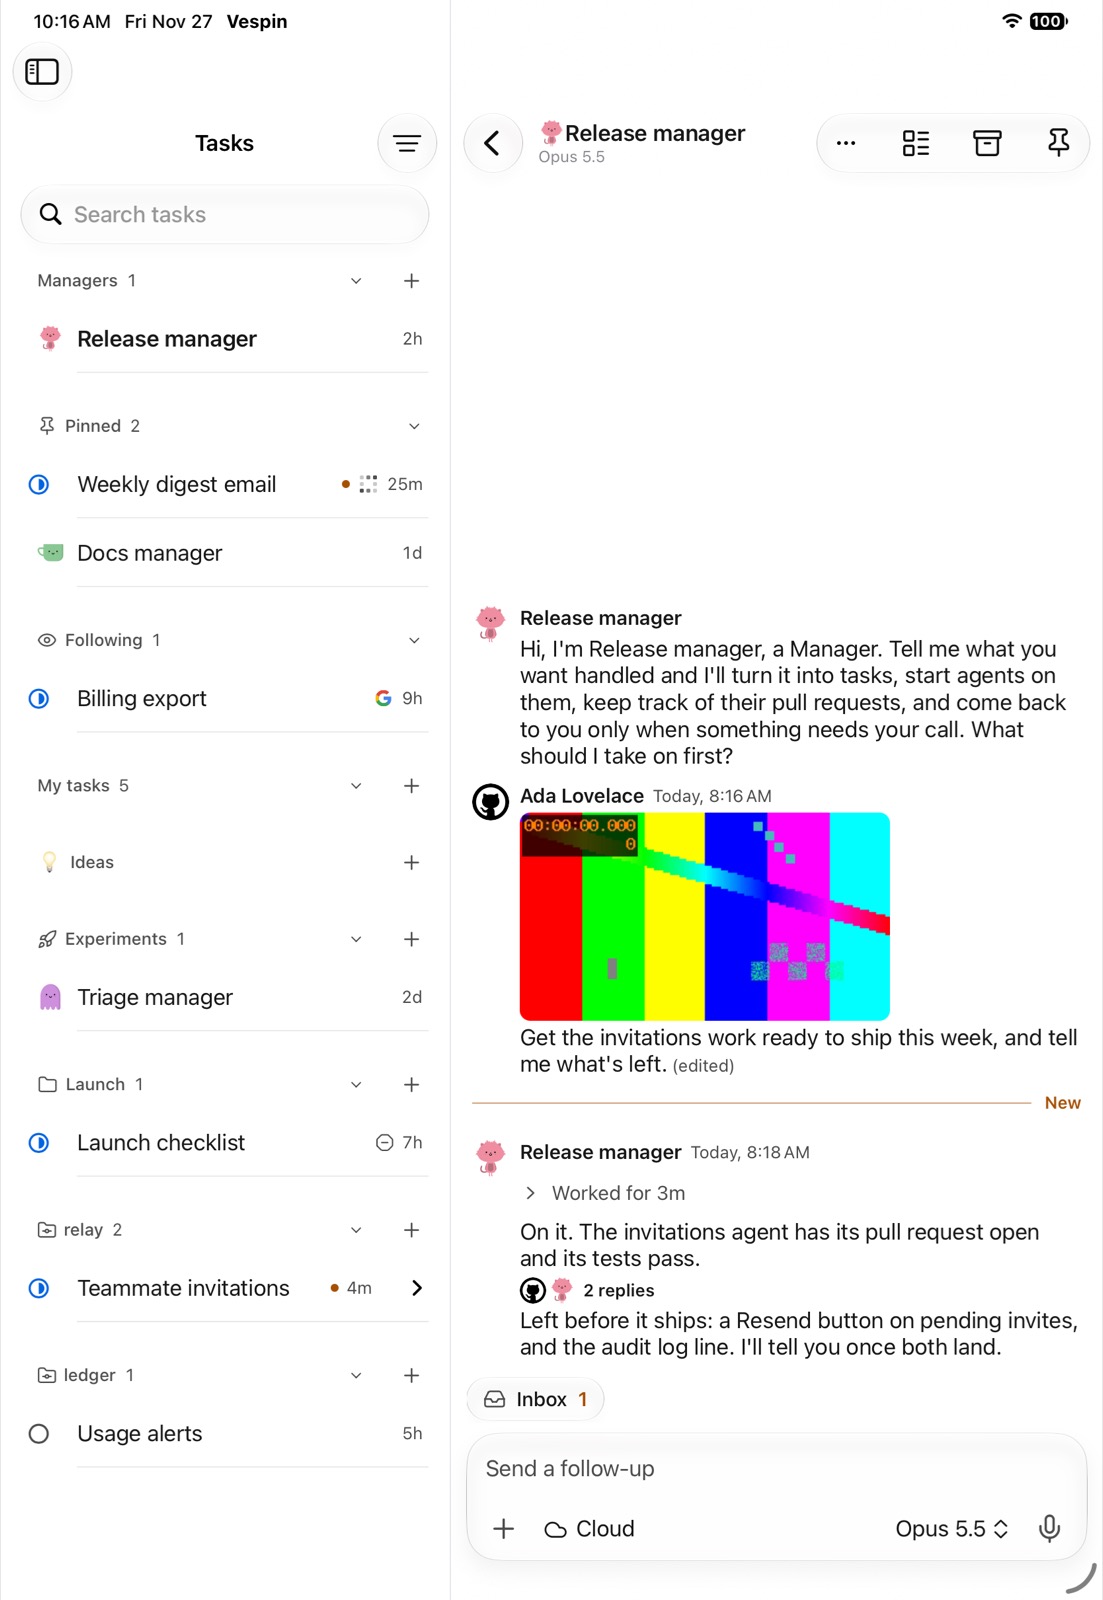 10:16 AM Fri Nov 27 Vespin
100
Tasks
Search tasks
Managers 1
Release manager 2h
Pinned 2
Weekly digest email 25m
Docs manager 1d
Following 1
Billing export 9h
My tasks 5
Ideas
Experiments 1
Triage manager 2d
Launch 1
Launch checklist 7h
relay 2
Teammate invitations 4m
ledger 1
Usage alerts 5h
Release manager
Opus 5.5
Release manager
Hi, I'm Release manager, a Manager. Tell me what you
want handled and I'll turn it into tasks, start agents on
them, keep track of their pull requests, and come back
to you only when something needs your call. What
should I take on first?
Ada Lovelace Today, 8:16 AM
00:00:00.000
0
Get the invitations work ready to ship this week, and tell
me what's left. (edited)
New
Release manager Today, 8:18 AM
Worked for 3m
On it. The invitations agent has its pull request open
and its tests pass.
2 replies
Left before it ships: a Resend button on pending invites,
and the audit log line. I'll tell you once both land.
Inbox 1
Send a follow-up
Cloud
Opus 5.5